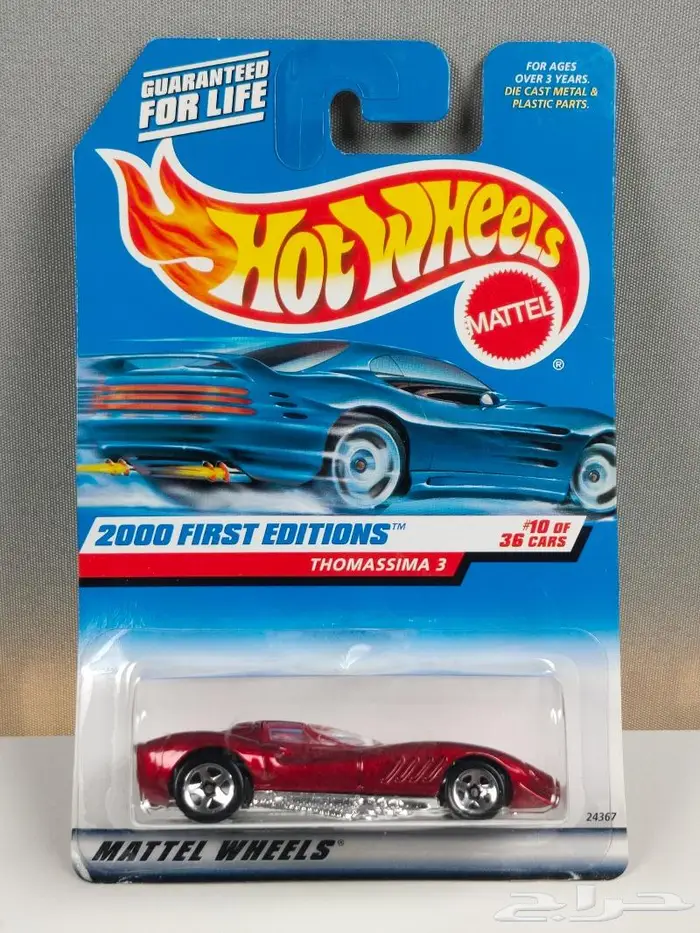 GUARANTEED
FOR LIFE
FOR AGES
OVER 3 YEARS.
DIE CAST METAL &
PLASTIC PARTS.
HOT WHEELS
MATTEL
®
2000 FIRST EDITIONS™
#10 OF
36 CARS
THOMASSIMA 3
24367
MATTEL WHEELS®
حراج